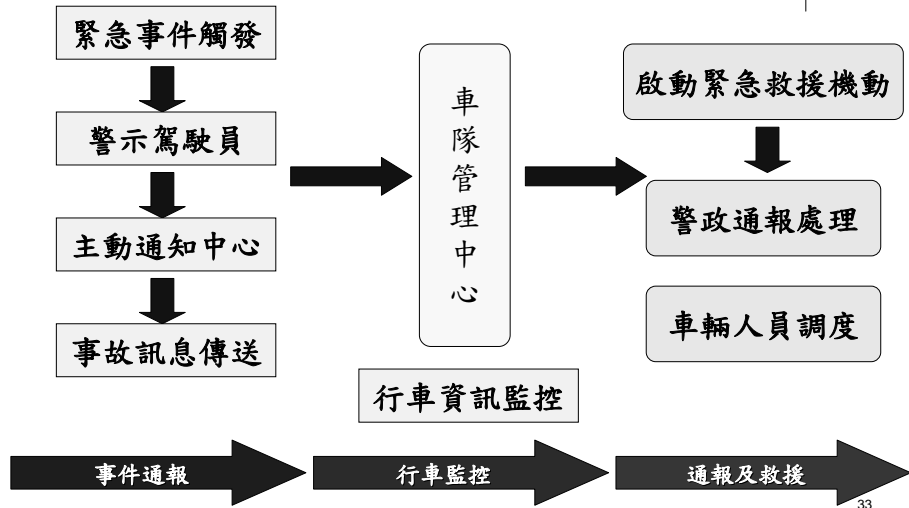 緊急事件觸發
警示駕駛員
主動通知中心
事故訊息傳送
車隊管理中心
行車資訊監控
啟動緊急救援機動
警政通報處理
車輛人員調度
事件通報
行車監控
通報及救援
33